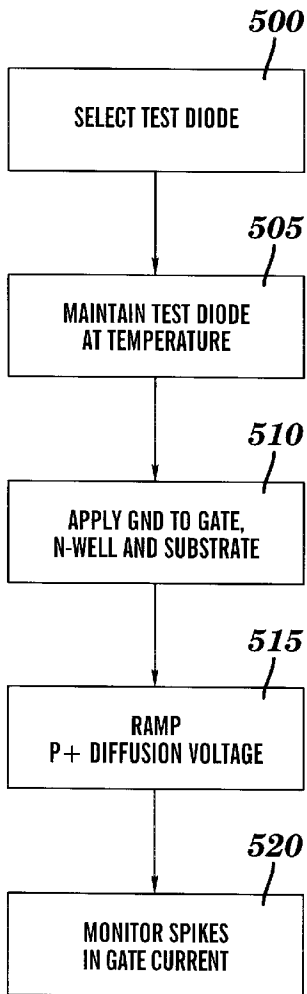 500
SELECT TEST DIODE
505
MAINTAIN TEST DIODE
AT TEMPERATURE
510
APPLY GND TO GATE,
N-WELL AND SUBSTRATE
515
RAMP
P+ DIFFUSION VOLTAGE
520
MONITOR SPIKES
IN GATE CURRENT